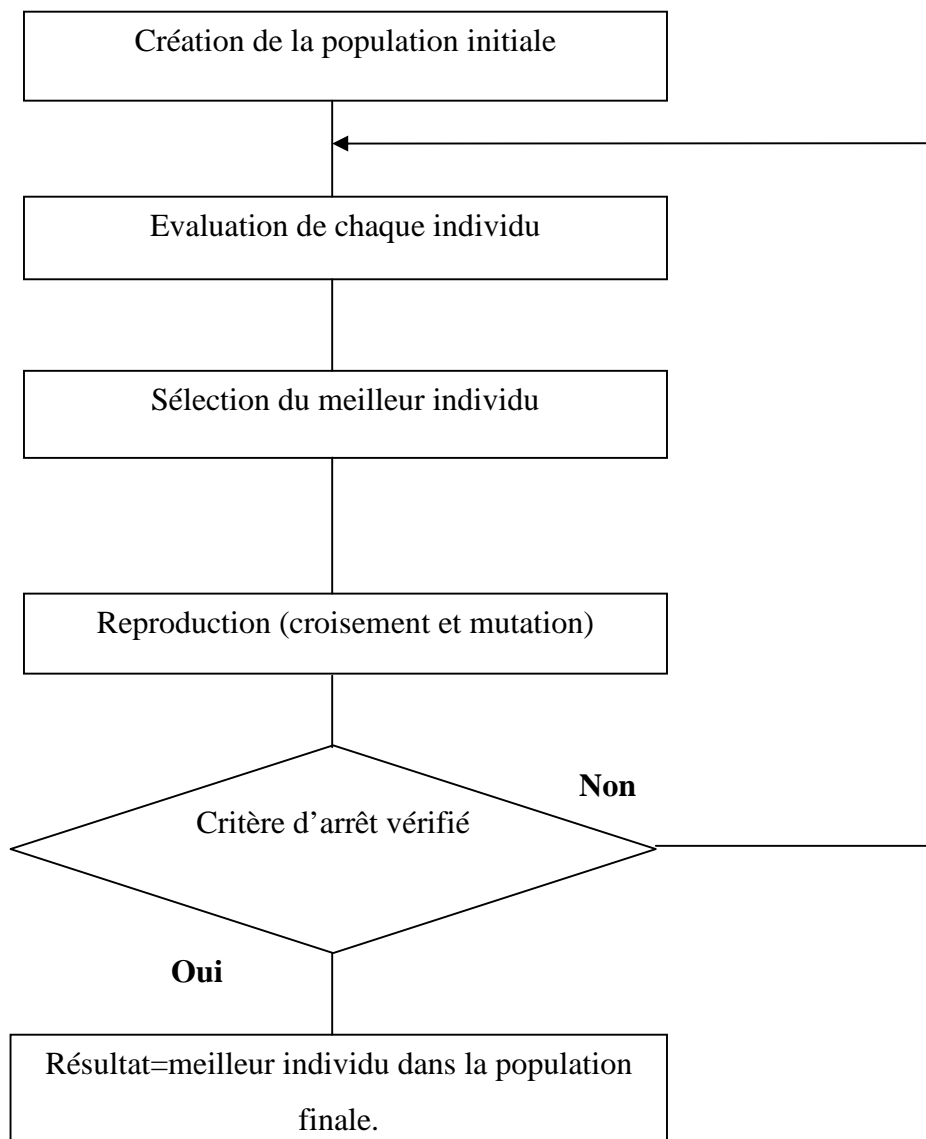 Création de la population initiale
Evaluation de chaque individu
Sélection du meilleur individu
Reproduction (croisement et mutation)
Non
Critère d’arrêt vérifié
Oui
Résultat=meilleur individu dans la population
finale.